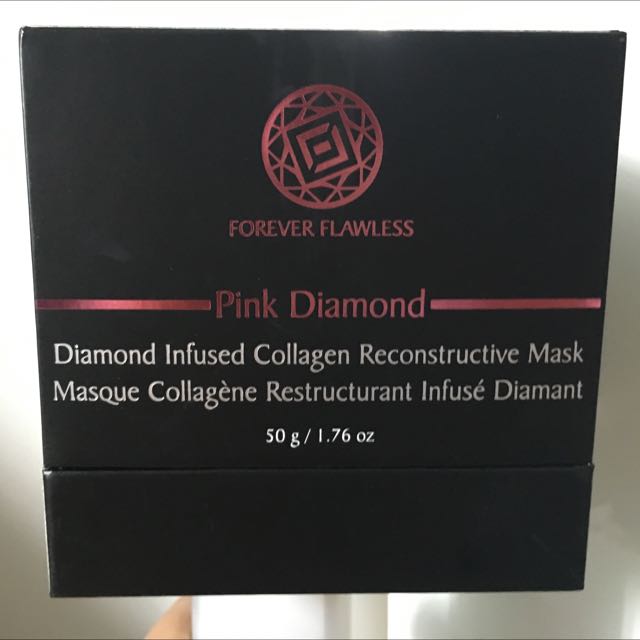 FOREVER FLAWLESS
Pink Diamond
Diamond Infused Collagen Reconstructive Mask
Masque Collagène Restructurant Infusé Diamant
50 g / 1.76 oz